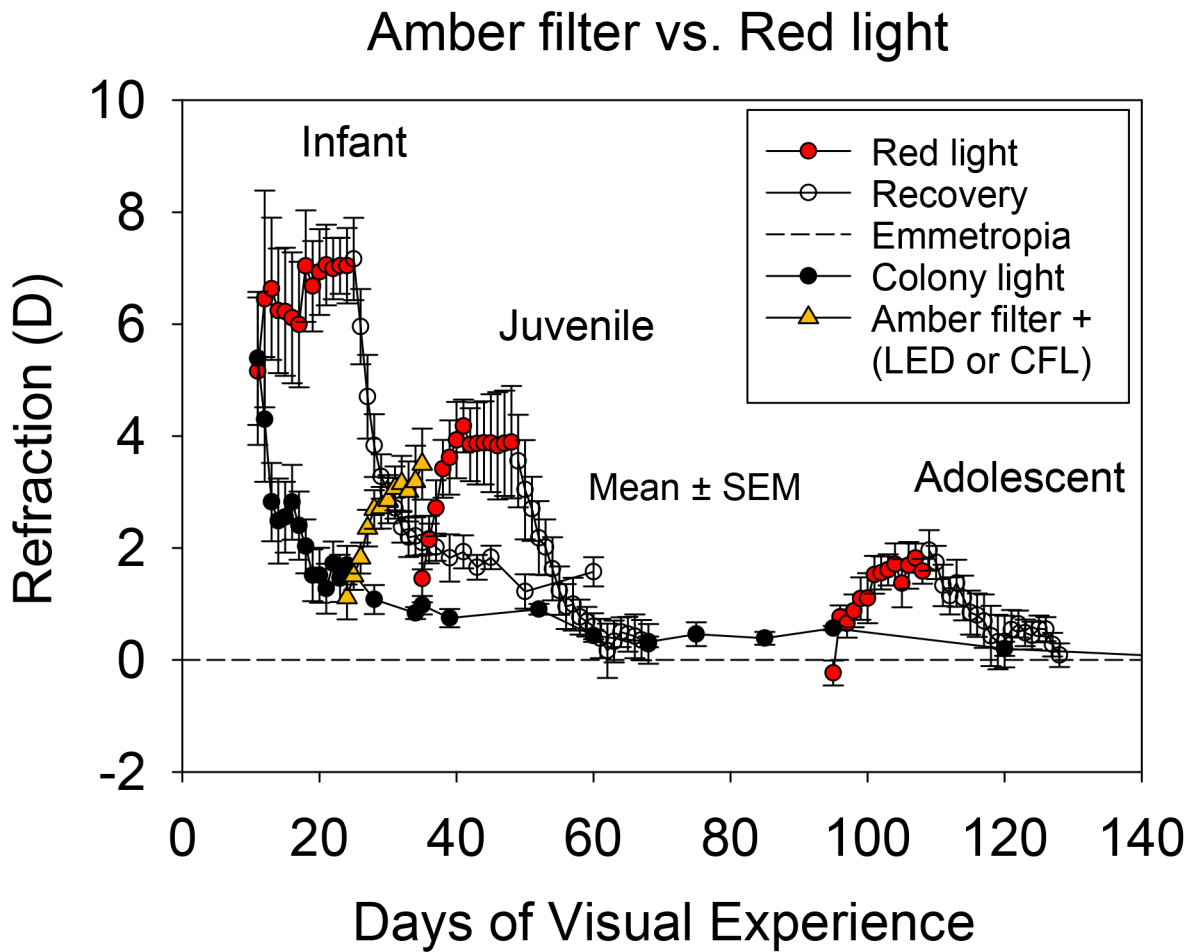 Amber filter vs. Red light
10
8
6
4
2
0
-2
Refraction (D)
Infant
Juvenile
Mean ± SEM
Adolescent
Red light
Recovery
Emmetropia
Colony light
Amber filter +
(LED or CFL)
0 20 40 60 80 100 120 140
Days of Visual Experience